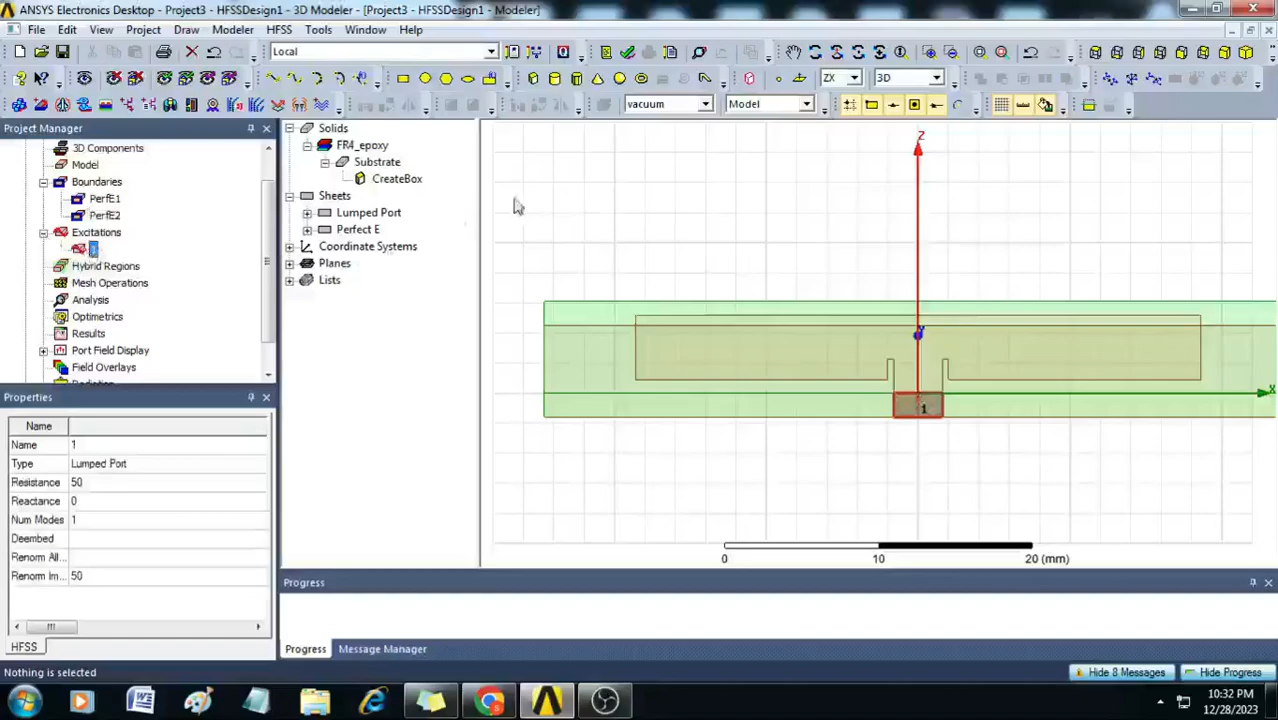 ANSYS Electronics Desktop - Project3 - HFSSDesign1 - 3D Modeler - [Project3 - HFSSDesign1 - Modeler]
File Edit View Project Draw Modeler HFSS Tools Window Help
Local
ZX 3D
vacuum Model
Project Manager
3D Components
Model
Boundaries
PerfE1
PerfE2
Excitations
Hybrid Regions
Mesh Operations
Analysis
Optimetrics
Results
Port Field Display
Field Overlays
Solids
FR4_epoxy
Substrate
CreateBox
Sheets
Lumped Port
Perfect E
Coordinate Systems
Planes
Lists
Z
Y
X
1
0 10 20 (mm)
Properties
Name
Name 1
Type Lumped Port
Resistance 50
Reactance 0
Num Modes 1
Deembed
Renorm All...
Renorm Im... 50
HFSS
Progress
Progress Message Manager
Nothing is selected
Hide 8 Messages Hide Progress
10:32 PM
12/28/2023